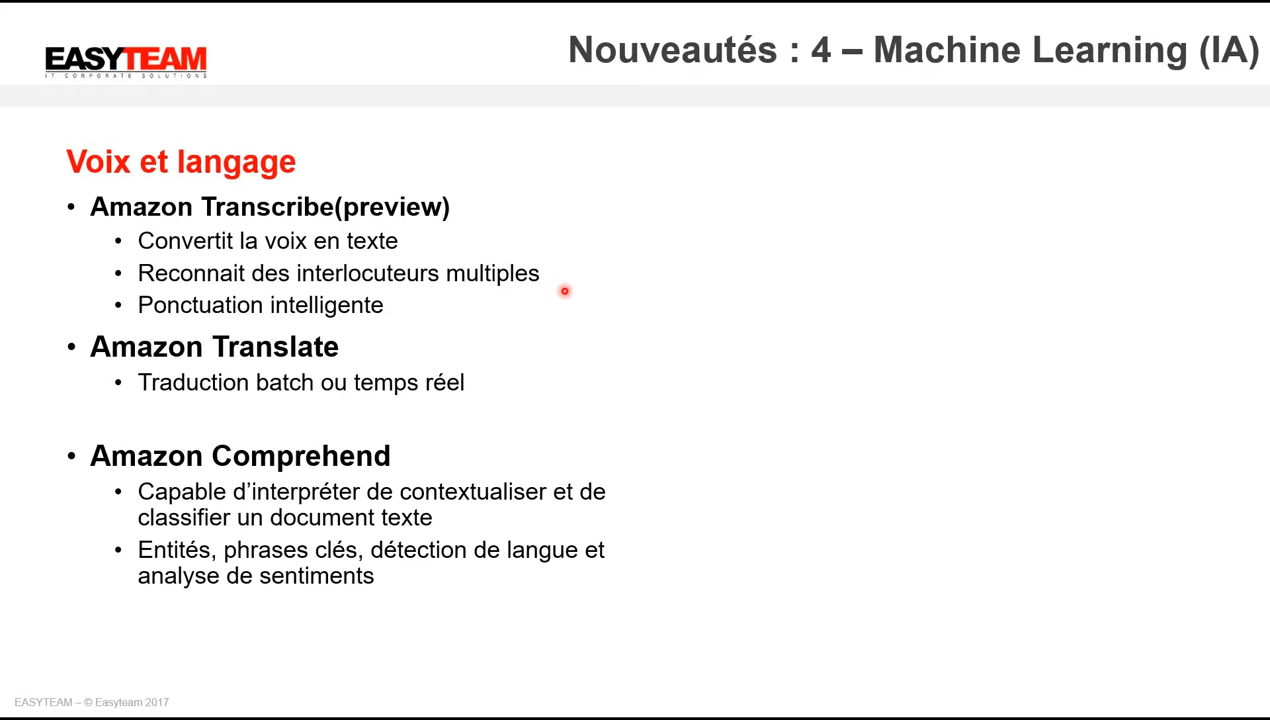 EASYTEAM
IT CORPORATE SOLUTIONS
Nouveautés : 4 – Machine Learning (IA)
Voix et langage
• Amazon Transcribe(preview)
• Convertit la voix en texte
• Reconnait des interlocuteurs multiples
• Ponctuation intelligente
• Amazon Translate
• Traduction batch ou temps réel
• Amazon Comprehend
• Capable d’interpréter de contextualiser et de
classifier un document texte
• Entités, phrases clés, détection de langue et
analyse de sentiments
EASYTEAM – © Easyteam 2017